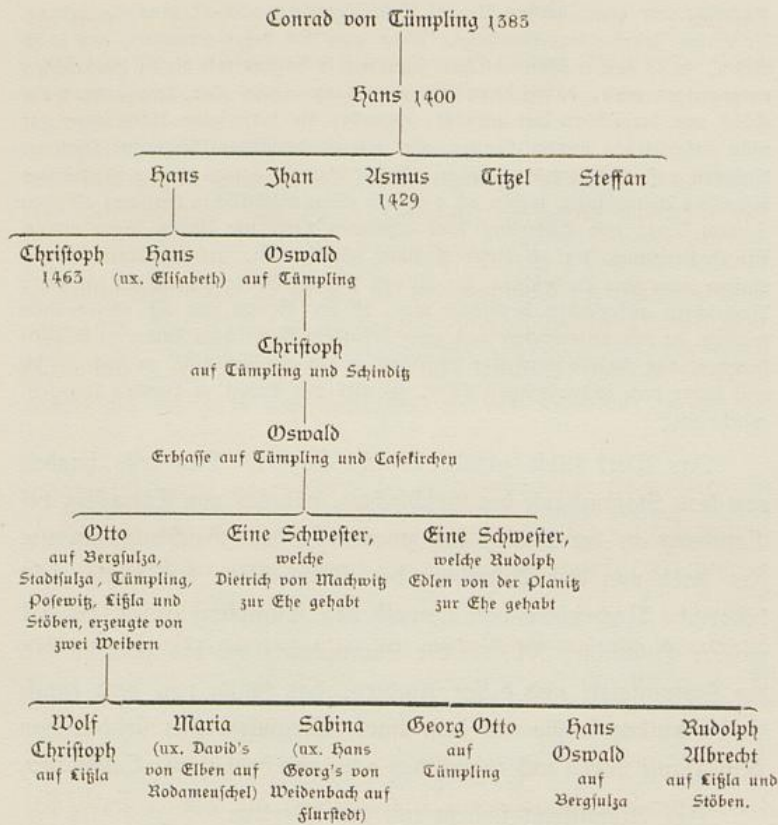 Conrad von Tümpling 1383
Hans 1400
Hans Jhan Asmus Titzel Steffan
1429
Christoph Hans Oswald
1463 (ux. Elisabeth) auf Tümpling
Christoph
auf Tümpling und Schinditz
Oswald
Erbsasse auf Tümpling und Casekirchen
Otto
auf Bergsulza,
Stadtsulza, Tümpling,
Posewitz, Lißla und
Stöben, erzeugte von
zwei Weibern
Eine Schwester,
welche
Dietrich von Machwitz
zur Ehe gehabt
Eine Schwester,
welche Rudolph
Edlen von der Planitz
zur Ehe gehabt
Wolf
Christoph
auf Lißla
Maria
(ux. David's
von Elben auf
Rodameuschel)
Sabina
(ux. Hans
Georg's von
Weidenbach auf
Flurstedt)
Georg Otto
auf
Tümpling
Hans
Oswald
auf
Bergsulza
Rudolph
Albrecht
auf Lißla und
Stöben.